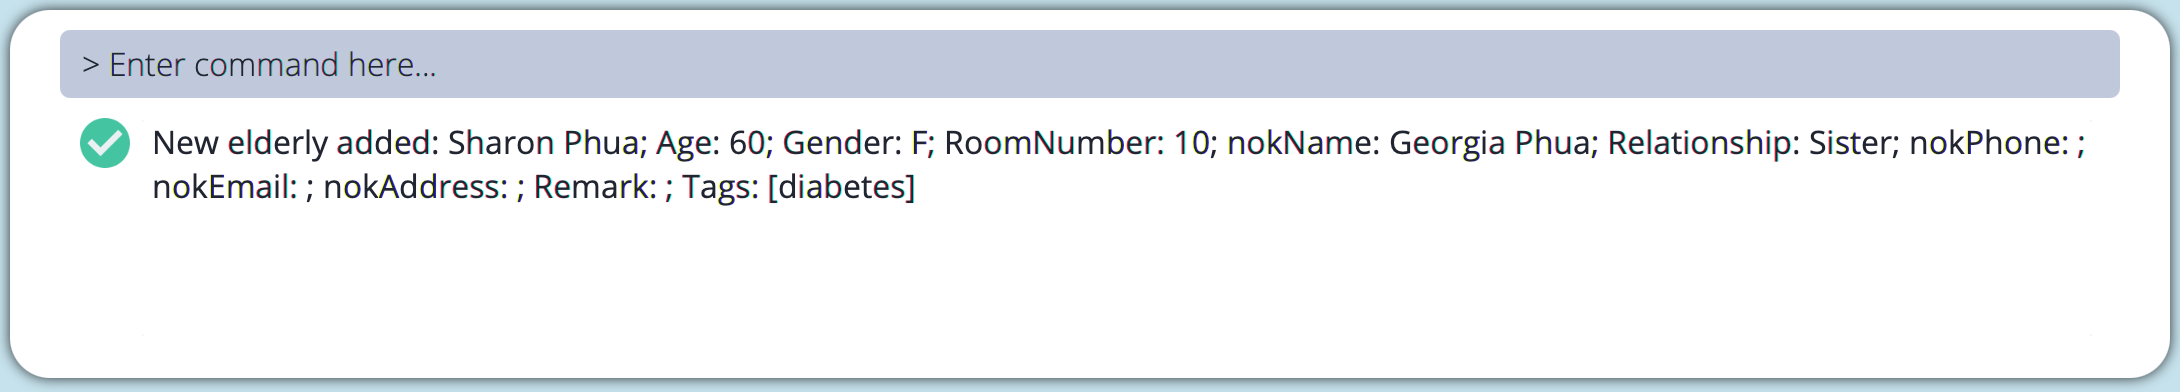 > Enter command here...
New elderly added: Sharon Phua; Age: 60; Gender: F; RoomNumber: 10; nokName: Georgia Phua; Relationship: Sister; nokPhone: ;
nokEmail: ; nokAddress: ; Remark: ; Tags: [diabetes]